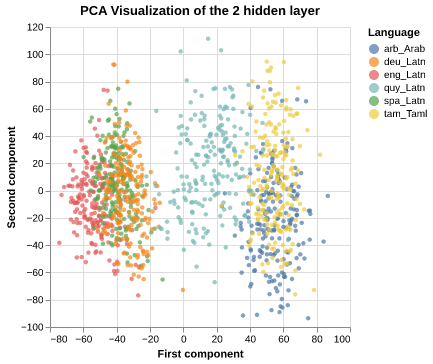 PCA Visualization of the 2 hidden layer
Language
arb_Arab
deu_Latn
eng_Latn
quy_Latn
spa_Latn
tam_Taml
Second component
120
100
80
60
40
20
0
−20
−40
−60
−80
−100
−80 −60 −40 −20 0 20 40 60 80 100
First component